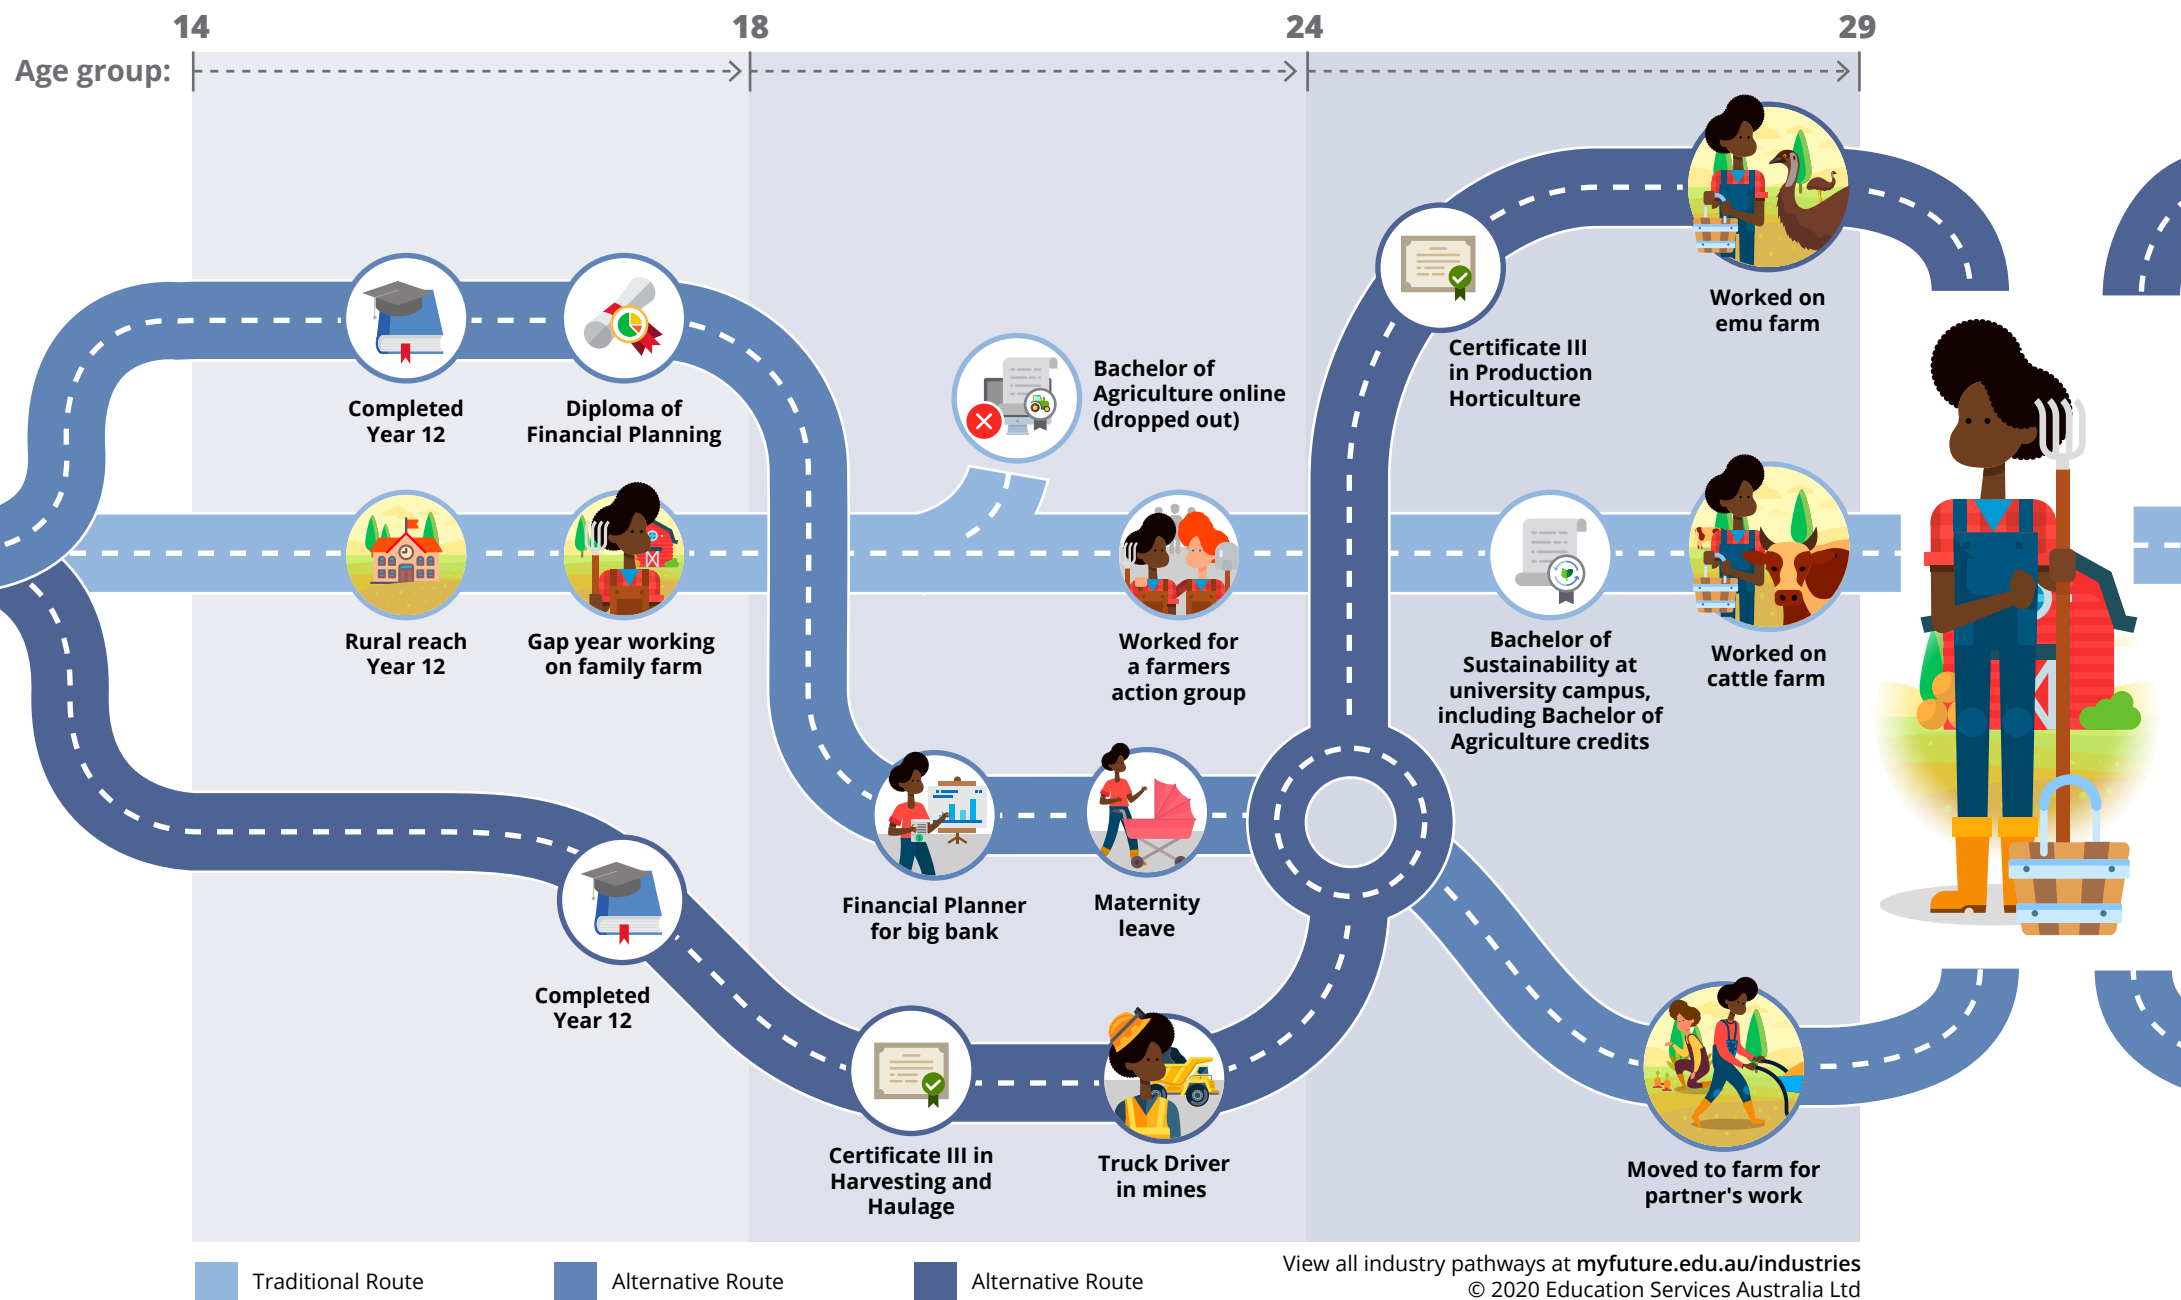 14
18
24
29
Age group:
Worked on
emu farm
Certificate III
in Production
Horticulture
Bachelor of
Agriculture online
(dropped out)
Completed
Year 12
Diploma of
Financial Planning
Rural reach
Year 12
Gap year working
on family farm
Worked for
a farmers
action group
Bachelor of
Sustainability at
university campus,
including Bachelor of
Agriculture credits
Worked on
cattle farm
Financial Planner
for big bank
Maternity
leave
Completed
Year 12
Certificate III in
Harvesting and
Haulage
Truck Driver
in mines
Moved to farm for
partner's work
Traditional Route
Alternative Route
Alternative Route
View all industry pathways at myfuture.edu.au/industries
© 2020 Education Services Australia Ltd